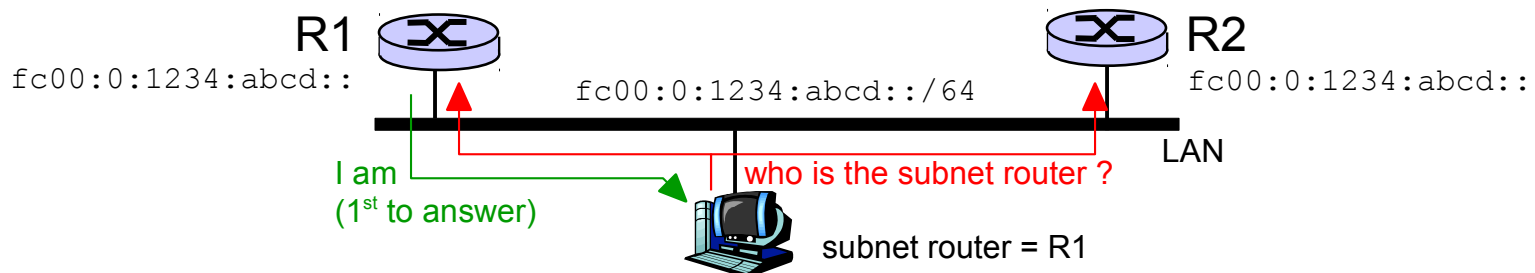 R1
R2
fc00:0:1234:abcd::
fc00:0:1234:abcd::/64
fc00:0:1234:abcd::
LAN
I am
(1st to answer)
who is the subnet router ?
subnet router = R1